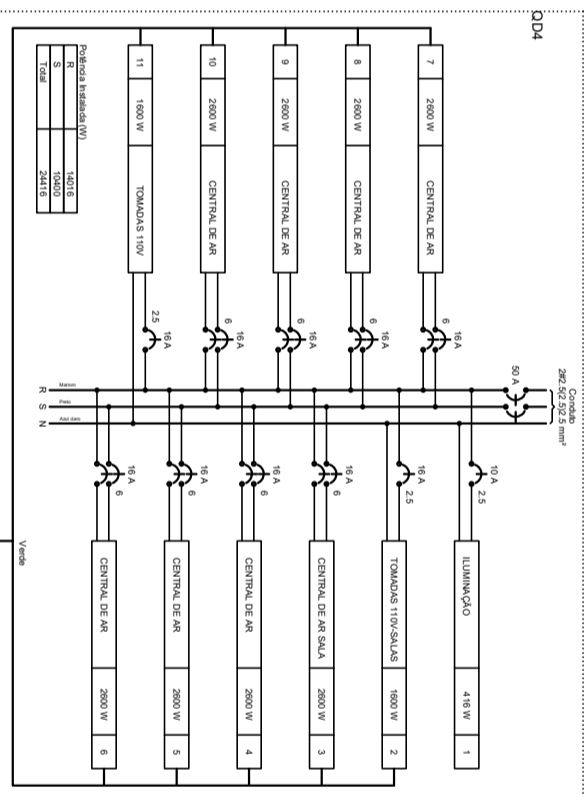 QD4
Conduto
2#2.5(2.5)2.5 mm²
50 A
7 2600 W CENTRAL DE AR 6 16 A
8 2600 W CENTRAL DE AR 6 16 A
9 2600 W CENTRAL DE AR 6 16 A
10 2600 W CENTRAL DE AR 6 16 A
11 1600 W TOMADAS 110V 2.5 16 A
R Marrom
S Preto
N Azul claro
10 A 2.5 ILUMINAÇÃO 416 W 1
16 A 2.5 TOMADAS 110V-SALAS 1600 W 2
16 A 6 CENTRAL DE AR SALA 2600 W 3
16 A 6 CENTRAL DE AR 2600 W 4
16 A 6 CENTRAL DE AR 2600 W 5
16 A 6 CENTRAL DE AR 2600 W 6
Potência Instalada (W)
R 14016
S 10400
Total 24416
Verde